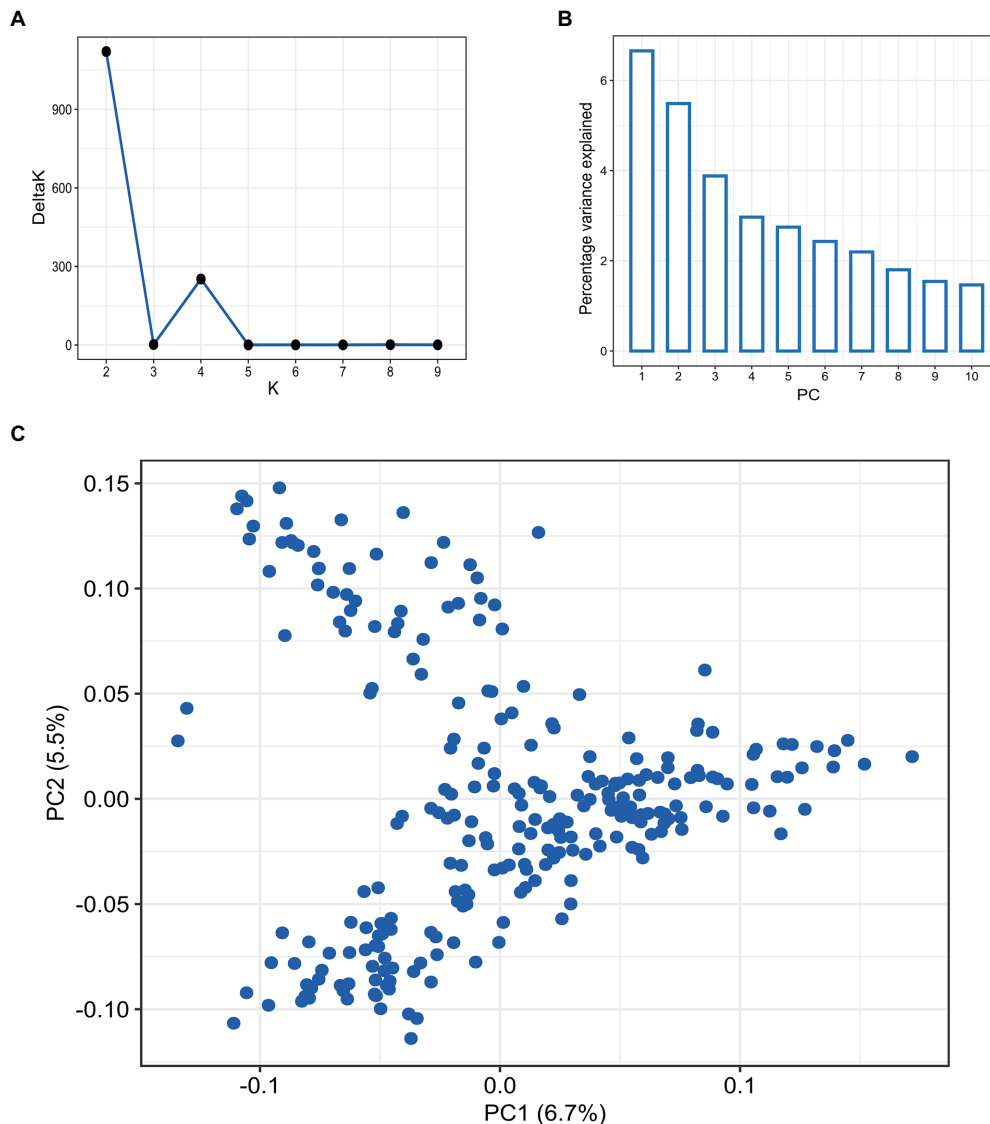 A
DeltaK
900
600
300
0
2 3 4 5 6 7 8 9
K
B
Percentage variance explained
6
4
2
0
1 2 3 4 5 6 7 8 9 10
PC
C
PC2 (5.5%)
0.15
0.10
0.05
0.00
-0.05
-0.10
-0.1 0.0 0.1
PC1 (6.7%)